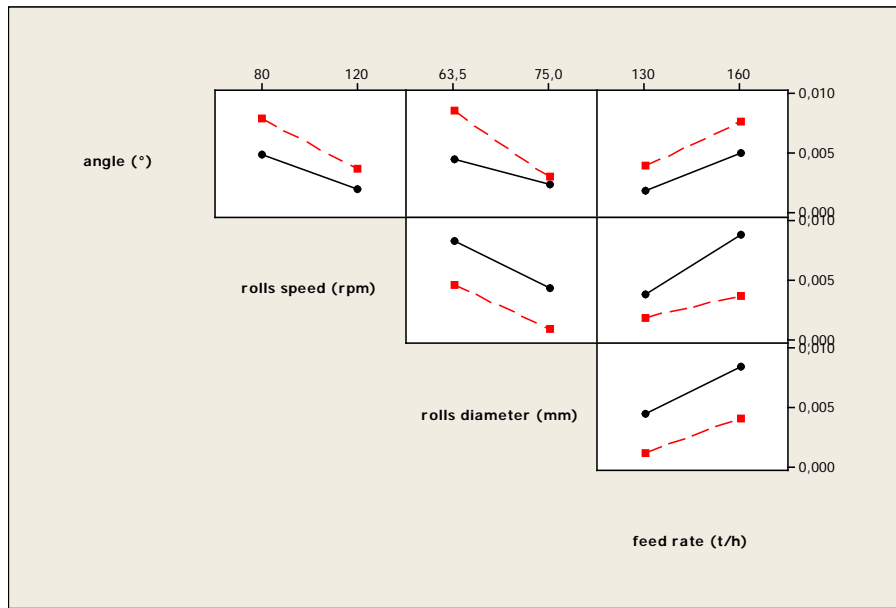 80 120 63,5 75,0 130 160
0,010
angle (°)
0,005
0,000
0,010
rolls speed (rpm)
0,005
0,000
0,010
rolls diameter (mm)
0,005
0,000
feed rate (t/h)